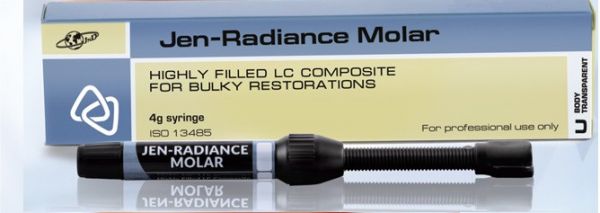 Jen-Radiance Molar
HIGHLY FILLED LC COMPOSITE
FOR BULKY RESTORATIONS
4g syringe
ISO 13485
For professional use only
U BODY
TRANSPARENT
JEN-RADIANCE
MOLAR